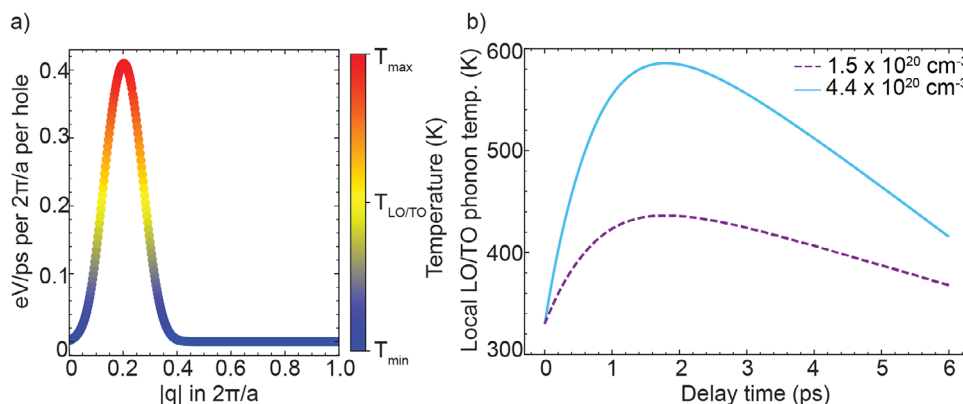 a)
eV/ps per 2π/a per hole
0.4
0.3
0.2
0.1
0
0 0.2 0.4 0.6 0.8 1.0
|q| in 2π/a
T max
T LO/TO
T min
Temperature (K)
b)
Local LO/TO phonon temp. (K)
600
500
400
300
0 1 2 3 4 5 6
Delay time (ps)
1.5 x 10²⁰ cm⁻³
4.4 x 10²⁰ cm⁻³